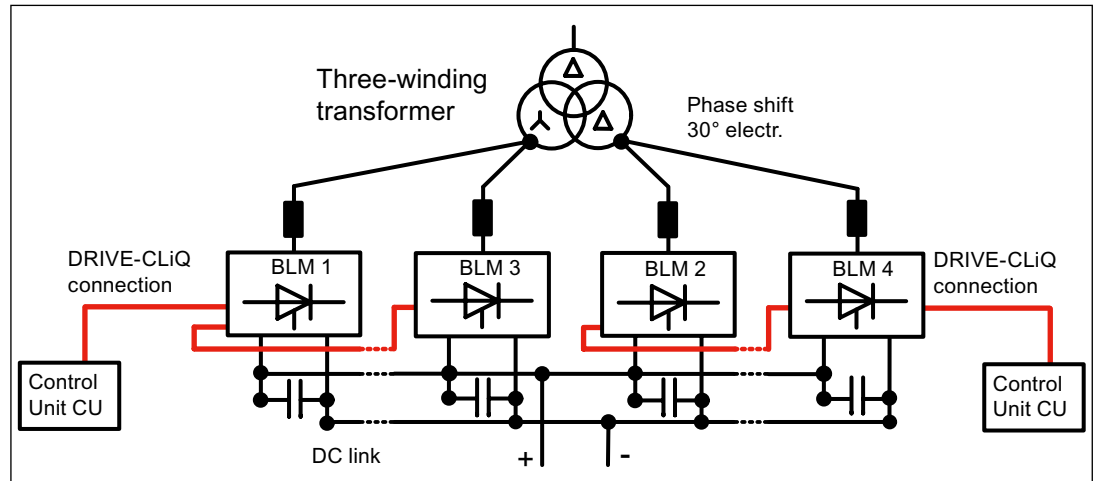 Three-winding
transformer
Phase shift
30° electr.
DRIVE-CLiQ
connection
BLM 1
BLM 3
BLM 2
BLM 4
DRIVE-CLiQ
connection
Control
Unit CU
Control
Unit CU
DC link
+
-